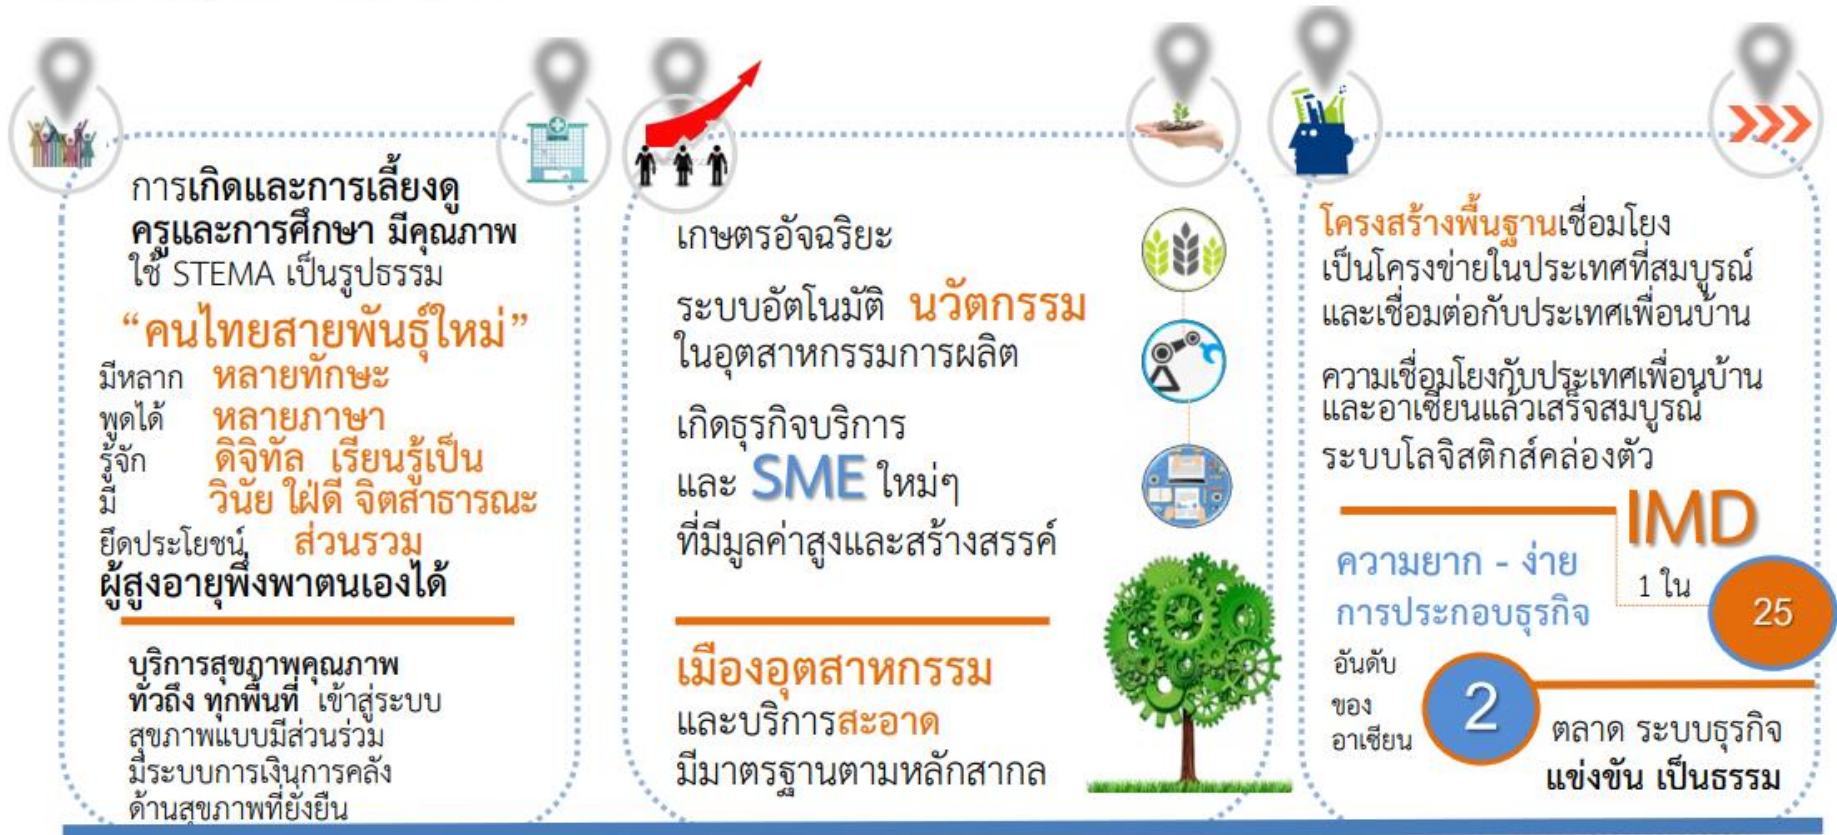 การเกิดและการเลี้ยงดู
ครูและการศึกษา มีคุณภาพ
ใช้ STEMA เป็นรูปธรรม
“คนไทยสายพันธุ์ใหม่”
มีหลาก หลายทักษะ
พูดได้ หลายภาษา
รู้จัก ดิจิทัล เรียนรู้เป็น
มี วินัย ใฝ่ดี จิตสาธารณะ
ยึดประโยชน์ ส่วนรวม
ผู้สูงอายุพึ่งพาตนเองได้
บริการสุขภาพคุณภาพ
ทั่วถึง ทุกพื้นที่ เข้าสู่ระบบ
สุขภาพแบบมีส่วนร่วม
มีระบบการเงินการคลัง
ด้านสุขภาพที่ยั่งยืน
เกษตรอัจฉริยะ
ระบบอัตโนมัติ นวัตกรรม
ในอุตสาหกรรมการผลิต
เกิดธุรกิจบริการ
และ SME ใหม่ๆ
ที่มีมูลค่าสูงและสร้างสรรค์
เมืองอุตสาหกรรม
และบริการสะอาด
มีมาตรฐานตามหลักสากล
โครงสร้างพื้นฐานเชื่อมโยง
เป็นโครงข่ายในประเทศที่สมบูรณ์
และเชื่อมต่อกับประเทศเพื่อนบ้าน
ความเชื่อมโยงกับประเทศเพื่อนบ้าน
และอาเซียนแล้วเสร็จสมบูรณ์
ระบบโลจิสติกส์คล่องตัว
IMD
1 ใน 25
ความยาก - ง่าย
การประกอบธุรกิจ
อันดับ
2
ของ
อาเซียน
ตลาด ระบบธุรกิจ
แข่งขัน เป็นธรรม